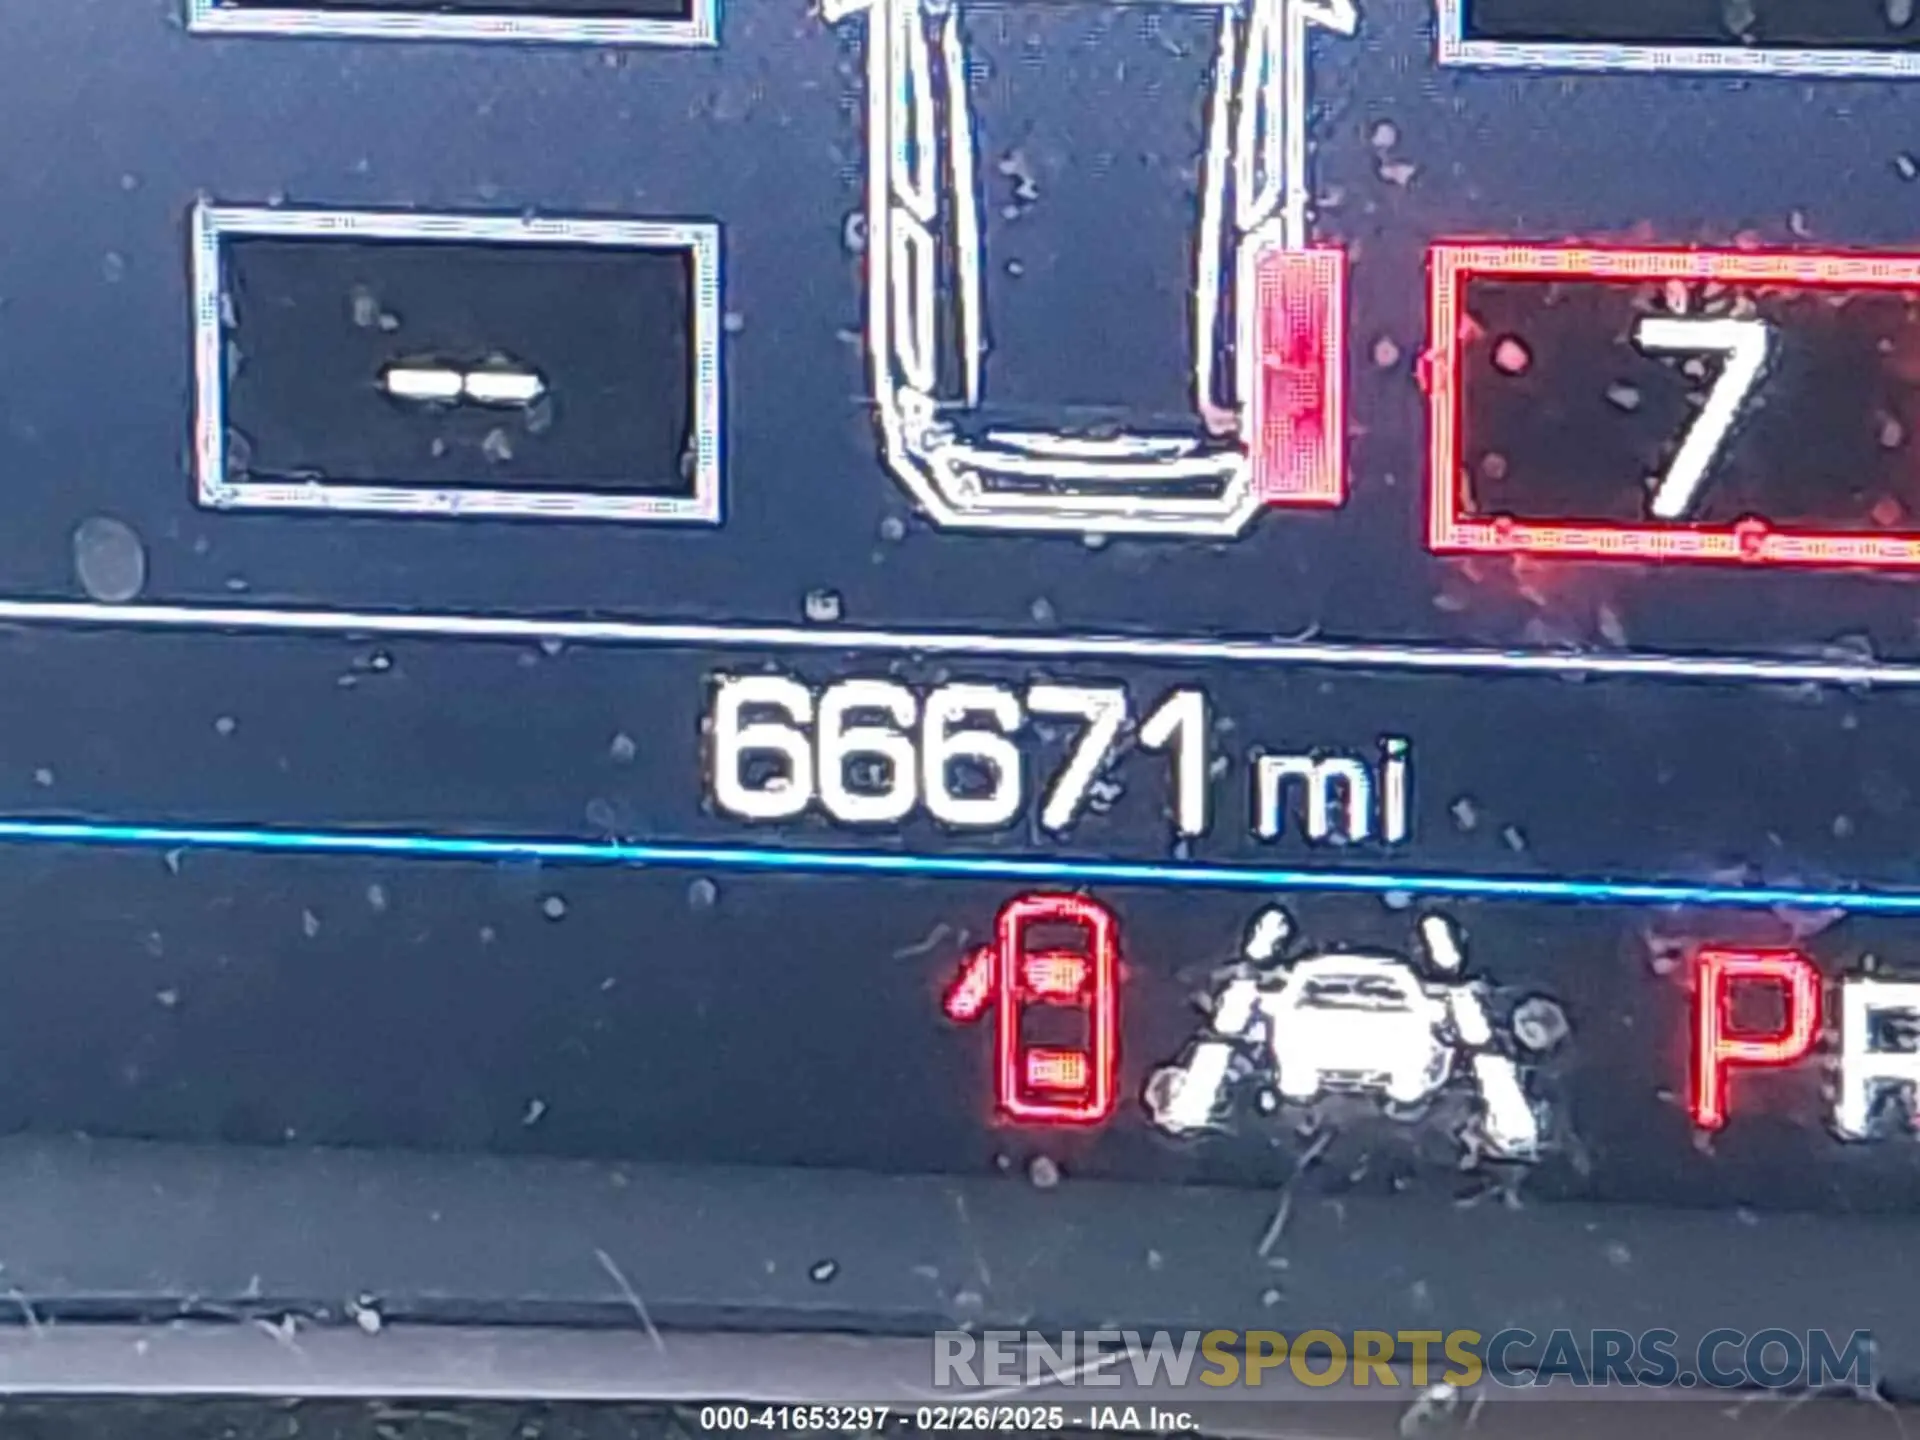 --
7
66671 mi
P
RENEWSPORTSCARS.COM
000-41653297 - 02/26/2025 - IAA Inc.